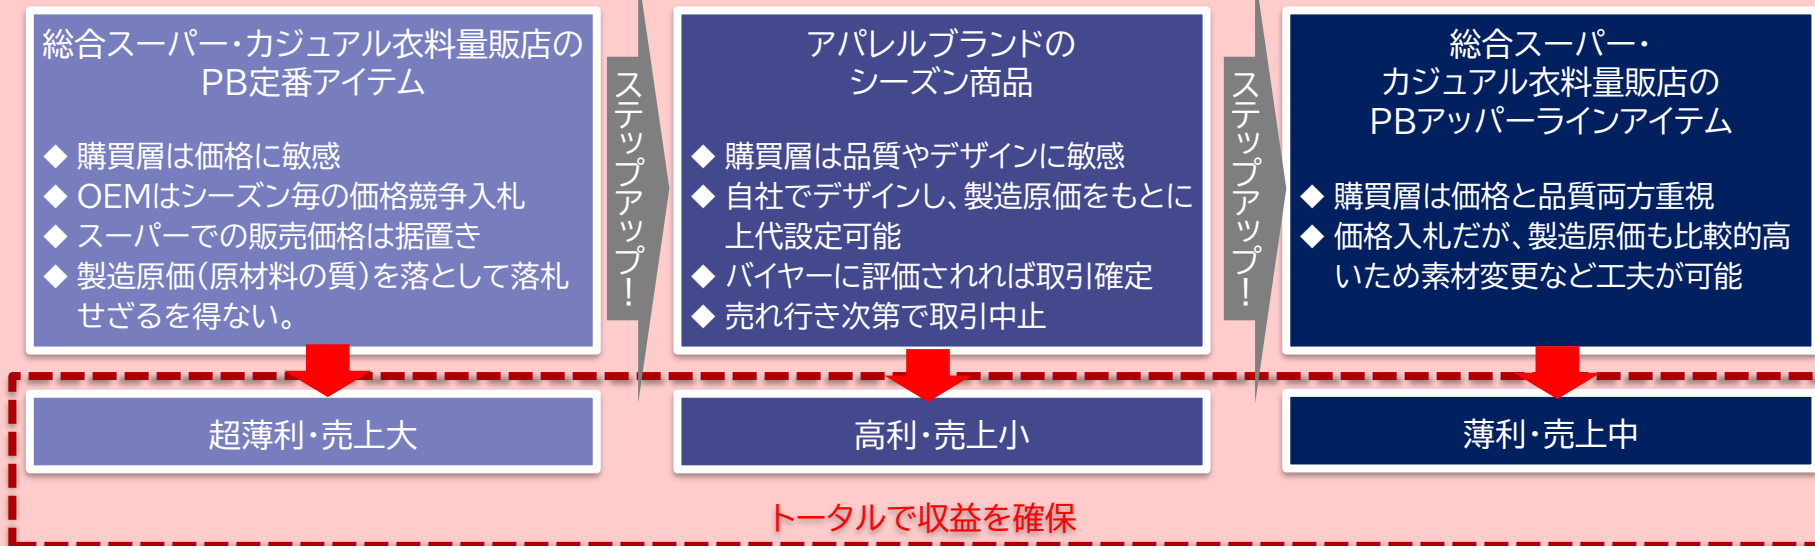 総合スーパー・カジュアル衣料量販店の
PB定番アイテム
◆ 購買層は価格に敏感
◆ OEMはシーズン毎の価格競争入札
◆ スーパーでの販売価格は据置き
◆ 製造原価(原材料の質)を落として落札
せざるを得ない。
ステップアップ!
アパレルブランドの
シーズン商品
◆ 購買層は品質やデザインに敏感
◆ 自社でデザインし、製造原価をもとに
上代設定可能
◆ バイヤーに評価されれば取引確定
◆ 売れ行き次第で取引中止
ステップアップ!
総合スーパー・
カジュアル衣料量販店の
PBアッパーラインアイテム
◆ 購買層は価格と品質両方重視
◆ 価格入札だが、製造原価も比較的高
いため素材変更など工夫が可能
超薄利・売上大
高利・売上小
薄利・売上中
トータルで収益を確保